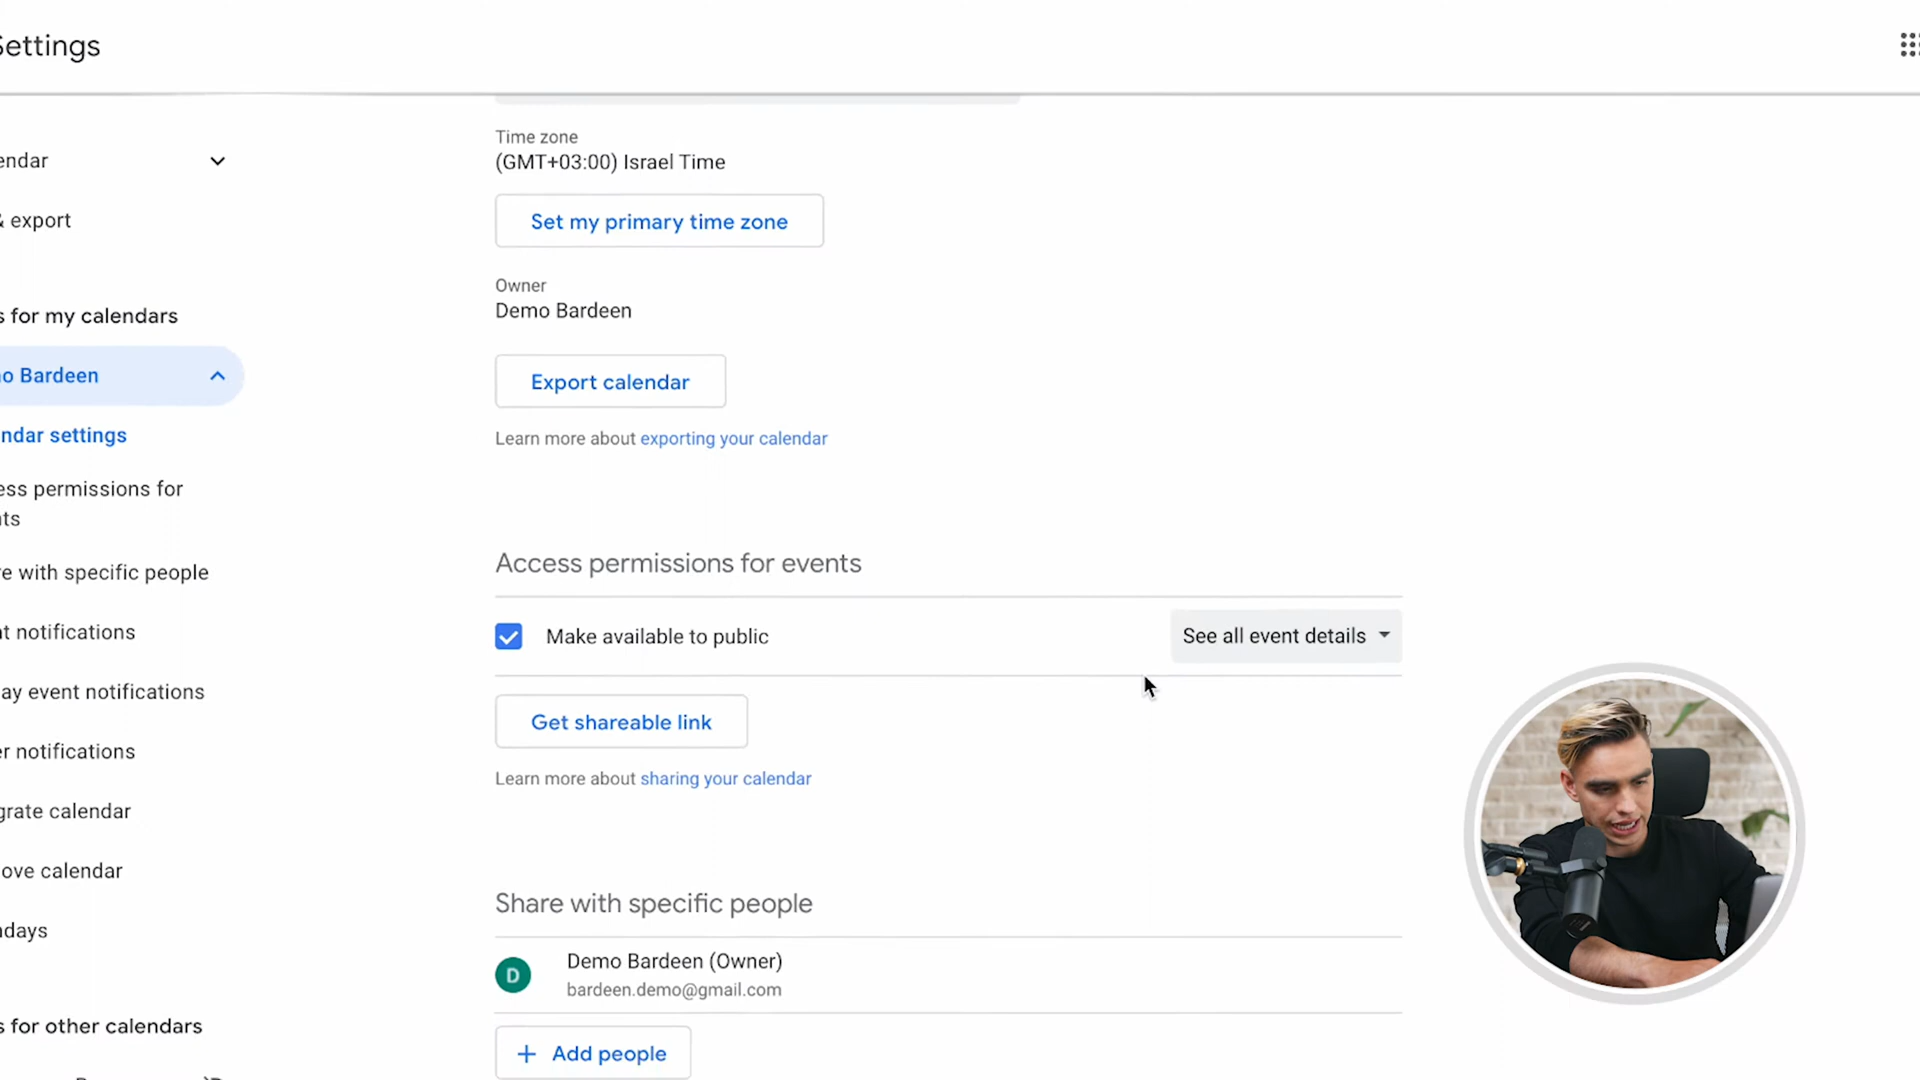 Settings
endar
& export
s for my calendars
o Bardeen
ndar settings
ess permissions for
ts
e with specific people
t notifications
ay event notifications
er notifications
grate calendar
ove calendar
ndays
s for other calendars
Time zone
(GMT+03:00) Israel Time
Set my primary time zone
Owner
Demo Bardeen
Export calendar
Learn more about exporting your calendar
Access permissions for events
Make available to public
See all event details
Get shareable link
Learn more about sharing your calendar
Share with specific people
D
Demo Bardeen (Owner)
bardeen.demo@gmail.com
+ Add people